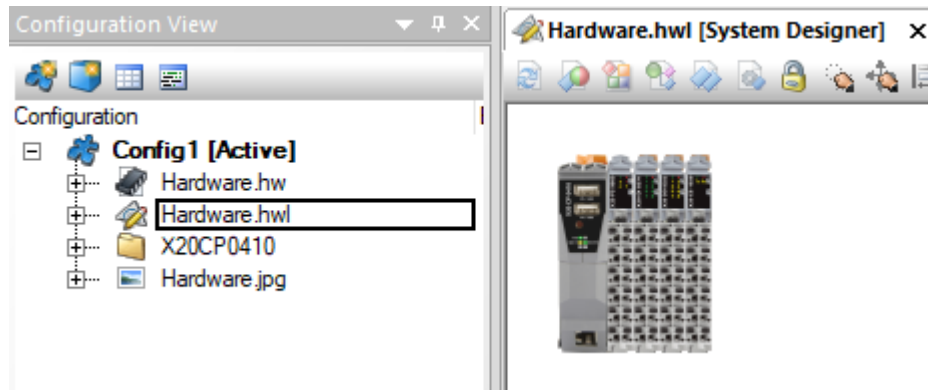 Configuration View
Hardware.hwl [System Designer]
Configuration
Config1 [Active]
Hardware.hw
Hardware.hwl
X20CP0410
Hardware.jpg